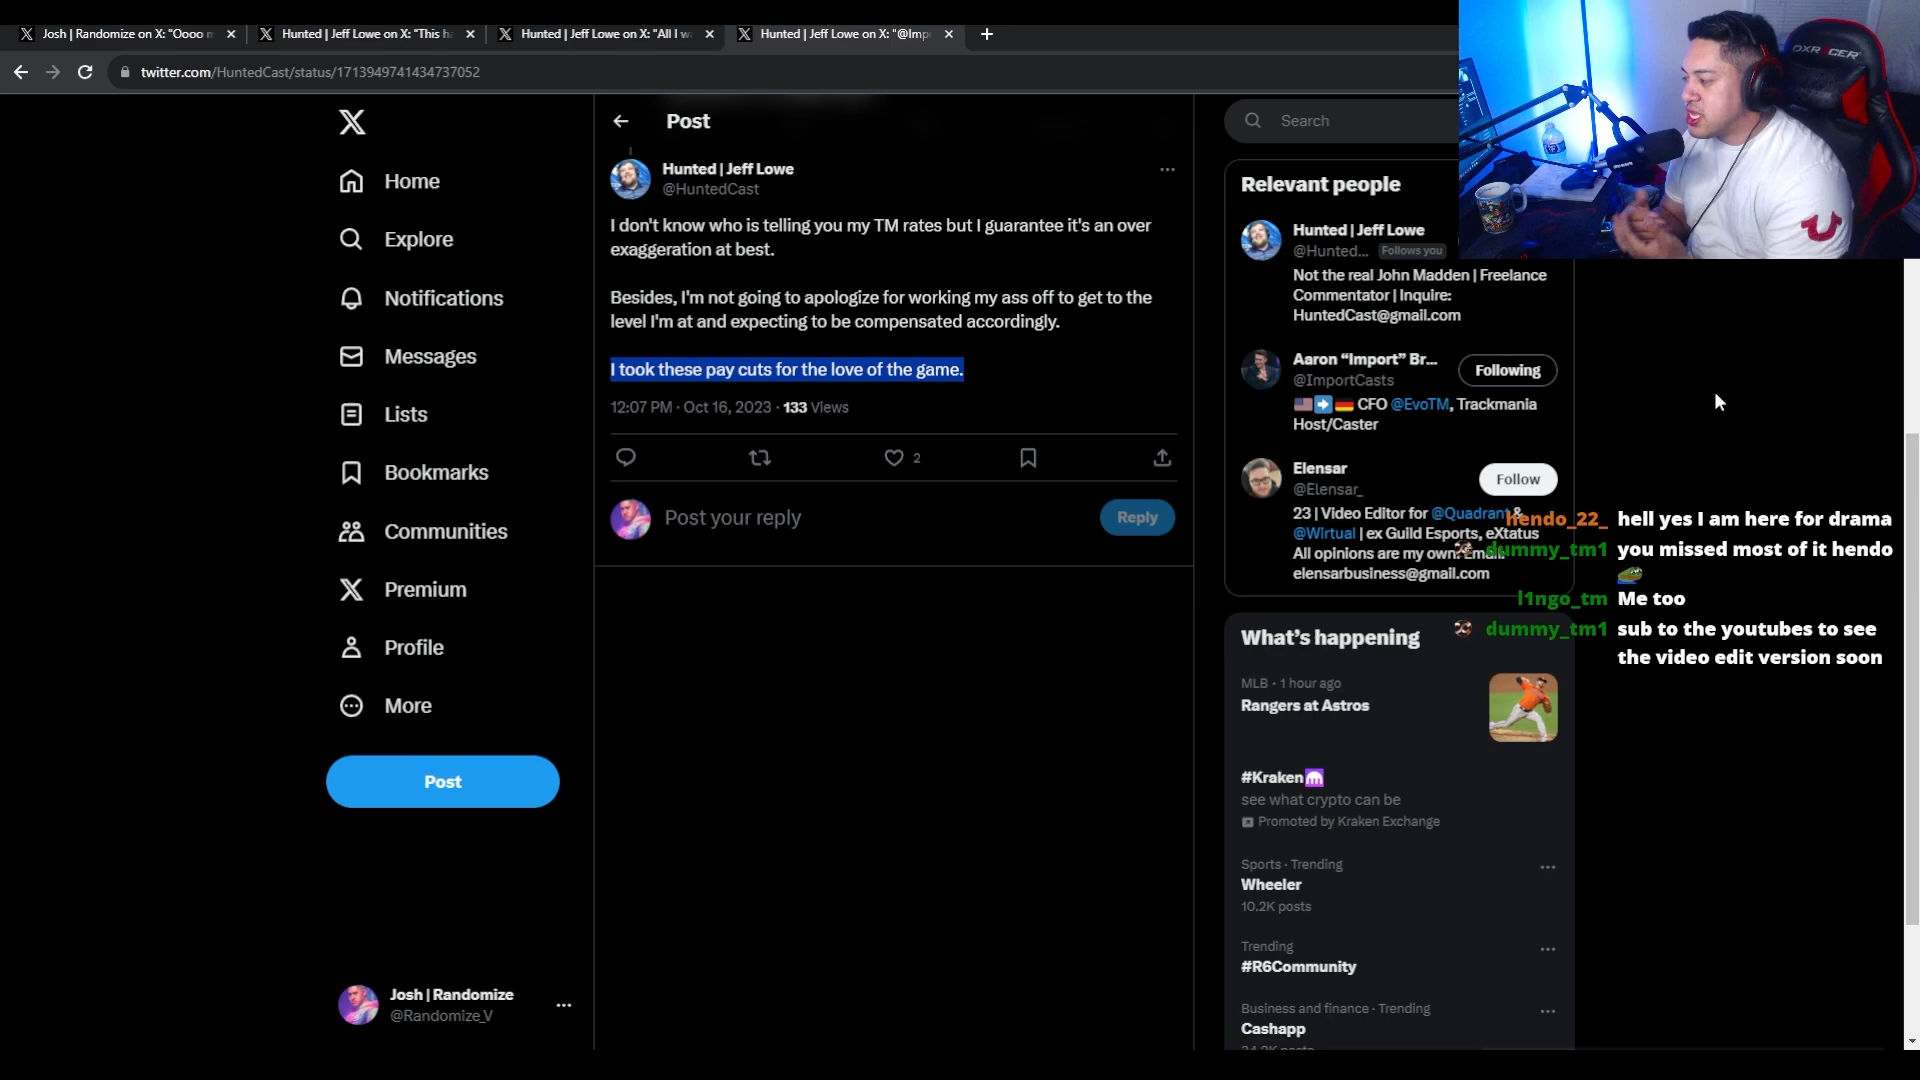 Josh | Randomize on X: "Oooo m
Hunted | Jeff Lowe on X: "This ha
Hunted | Jeff Lowe on X: "All I wa
Hunted | Jeff Lowe on X: "@Impo
twitter.com/HuntedCast/status/1713949741434737052
Home
Explore
Notifications
Messages
Lists
Bookmarks
Communities
Premium
Profile
More
Post
Josh | Randomize
@Randomize_V
Post
Hunted | Jeff Lowe
@HuntedCast
I don't know who is telling you my TM rates but I guarantee it's an over
exaggeration at best.
Besides, I'm not going to apologize for working my ass off to get to the
level I'm at and expecting to be compensated accordingly.
I took these pay cuts for the love of the game.
12:07 PM · Oct 16, 2023 · 133 Views
2
Post your reply
Reply
Search
Relevant people
Hunted | Jeff Lowe
@Hunted... Follows you
Not the real John Madden | Freelance
Commentator | Inquire:
HuntedCast@gmail.com
Aaron “Import” Br...
@ImportCasts
Following
CFO @EvoTM, Trackmania
Host/Caster
Elensar
@Elensar_
Follow
23 | Video Editor for @Quadrant &
@Wirtual | ex Guild Esports, eXtatus
All opinions are my own. Email:
elensarbusiness@gmail.com
What’s happening
MLB · 1 hour ago
Rangers at Astros
#Kraken
see what crypto can be
Promoted by Kraken Exchange
Sports · Trending
Wheeler
10.2K posts
Trending
#R6Community
Business and finance · Trending
Cashapp
DXRACER
hendo_22_ hell yes I am here for drama
dummy_tm1 you missed most of it hendo
l1ngo_tm Me too
dummy_tm1 sub to the youtubes to see
the video edit version soon